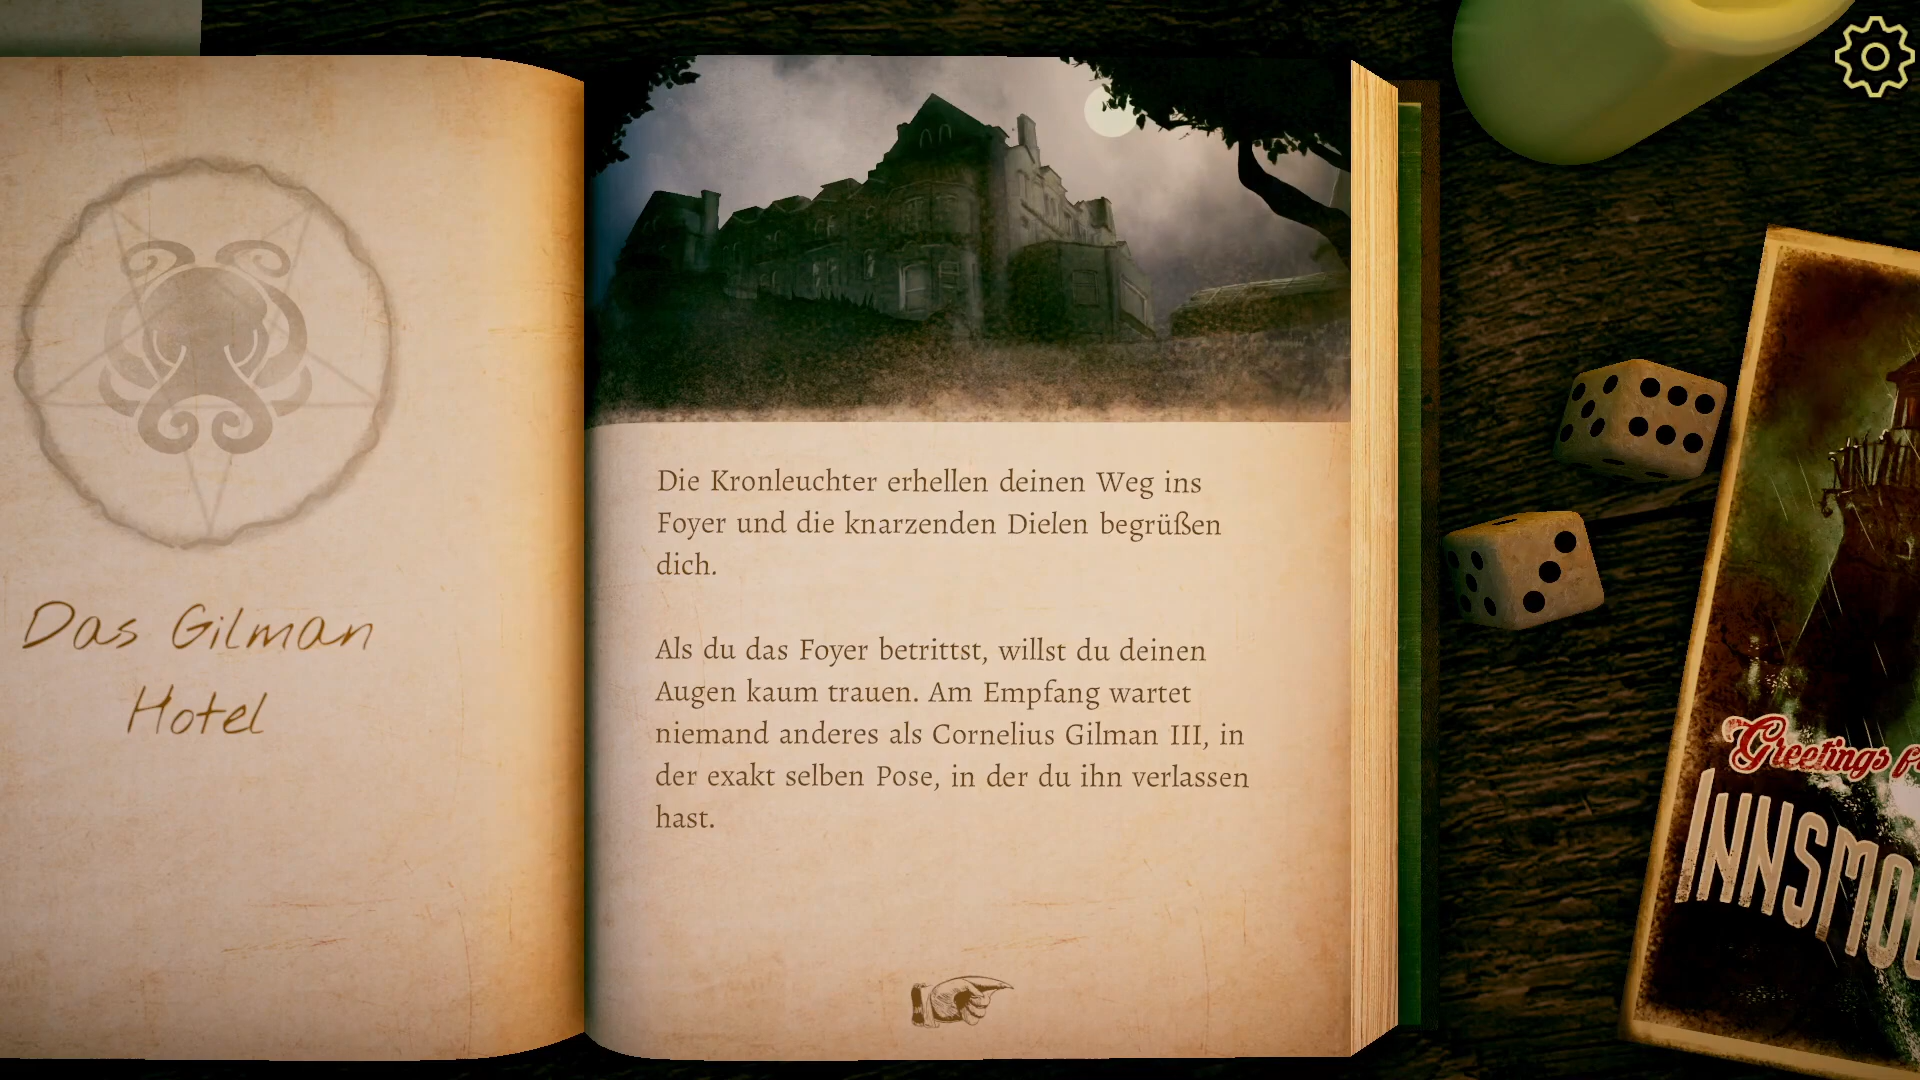 Das Gilman
Hotel
Die Kronleuchter erhellen deinen Weg ins
Foyer und die knarzenden Dielen begrüßen
dich.
Als du das Foyer betrittst, willst du deinen
Augen kaum trauen. Am Empfang wartet
niemand anderes als Cornelius Gilman III, in
der exakt selben Pose, in der du ihn verlassen
hast.
Greetings